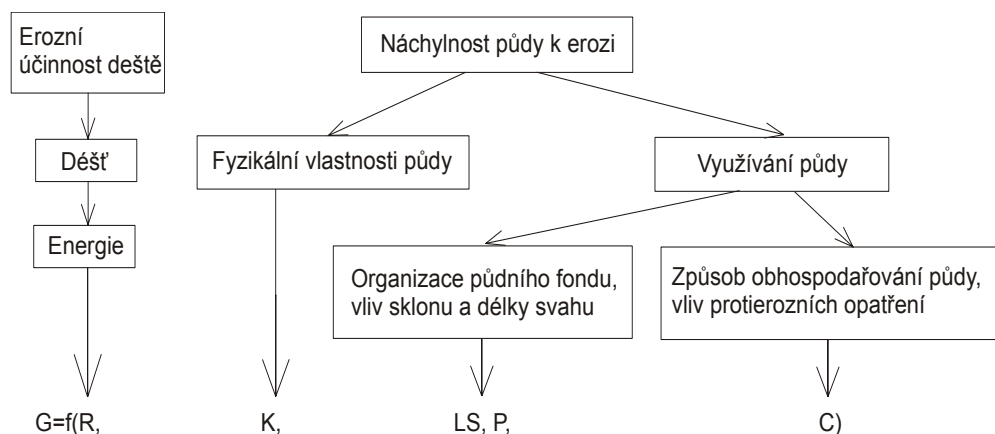 Erozní
účinnost deště
Náchylnost půdy k erozi
Déšť
Fyzikální vlastnosti půdy
Využívání půdy
Energie
Organizace půdního fondu,
vliv sklonu a délky svahu
Způsob obhospodařování půdy,
vliv protierozních opatření
G=f(R, K, LS, P, C)